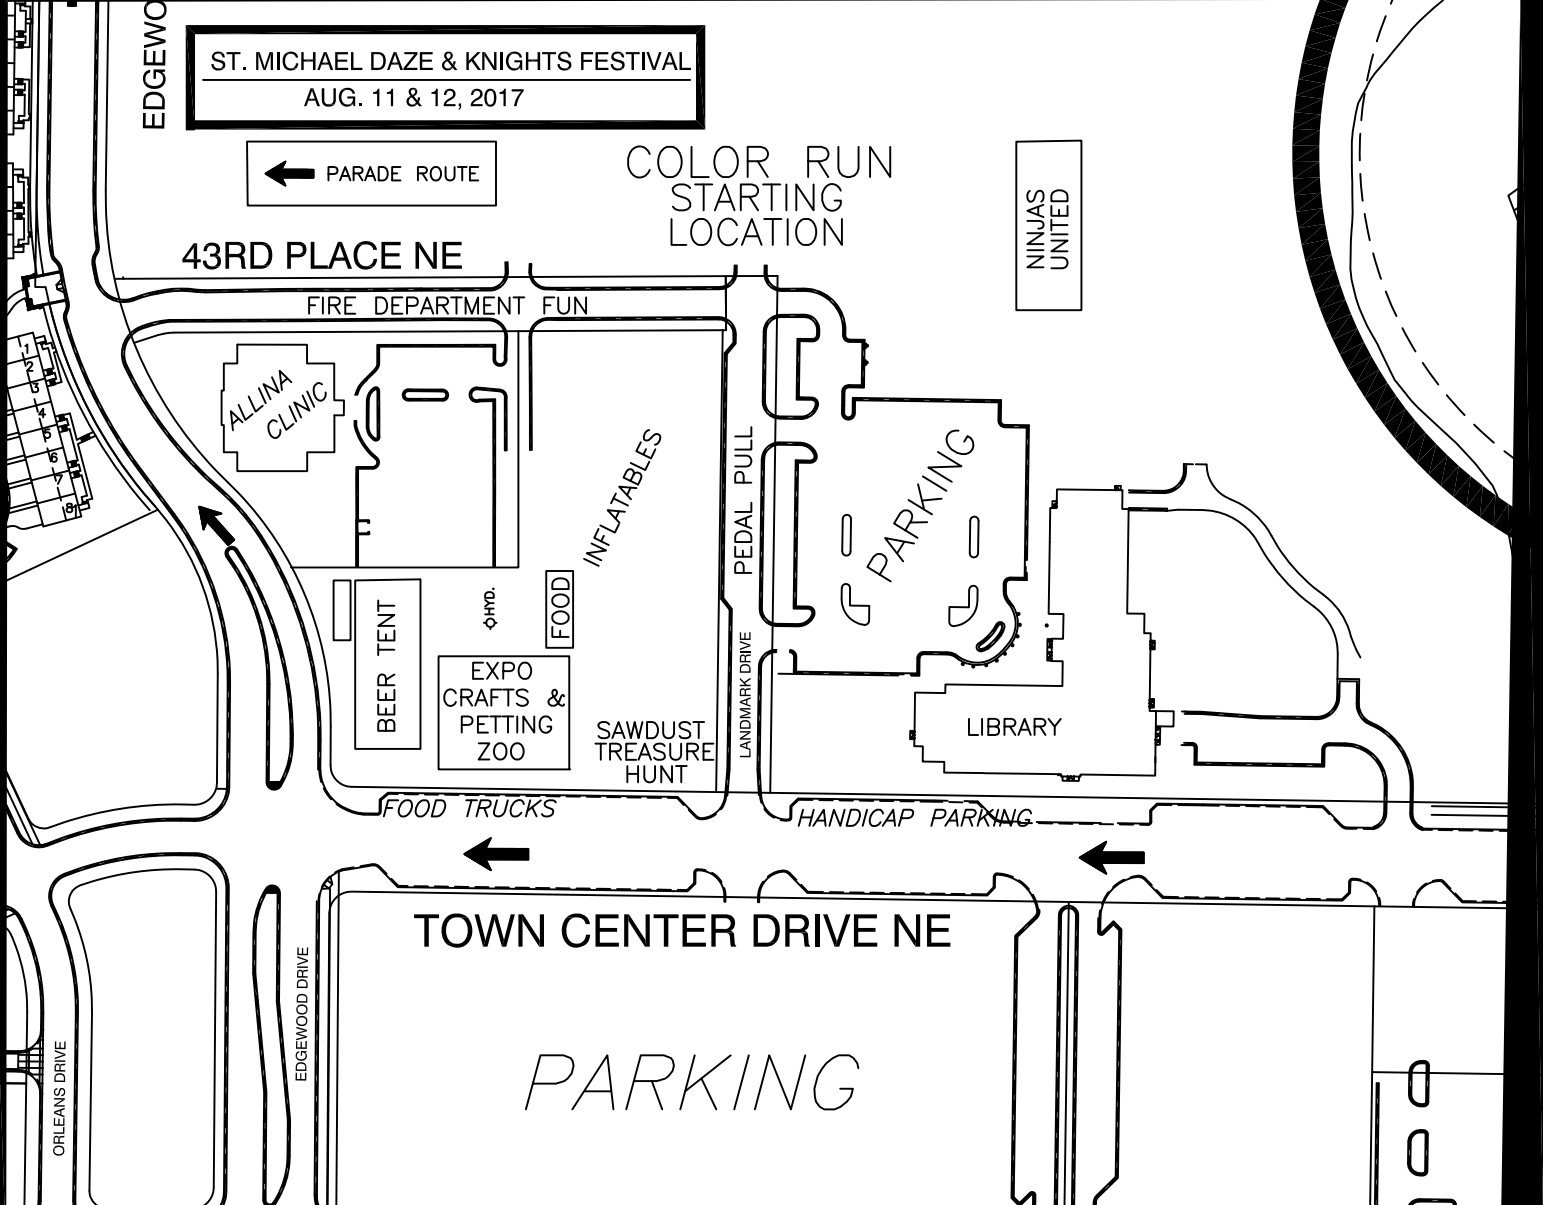 EDGEWO
ST. MICHAEL DAZE & KNIGHTS FESTIVAL
AUG. 11 & 12, 2017
PARADE ROUTE
COLOR RUN
STARTING
LOCATION
NINJAS
UNITED
43RD PLACE NE
FIRE DEPARTMENT FUN
1
2
3
4
5
6
7
8
ALLINA
CLINIC
INFLATABLES
PEDAL PULL
PARKING
BEER TENT
HYD.
FOOD
EXPO
CRAFTS &
PETTING
ZOO
SAWDUST
TREASURE
HUNT
LANDMARK DRIVE
LIBRARY
FOOD TRUCKS
HANDICAP PARKING
TOWN CENTER DRIVE NE
EDGEWOOD DRIVE
ORLEANS DRIVE
PARKING